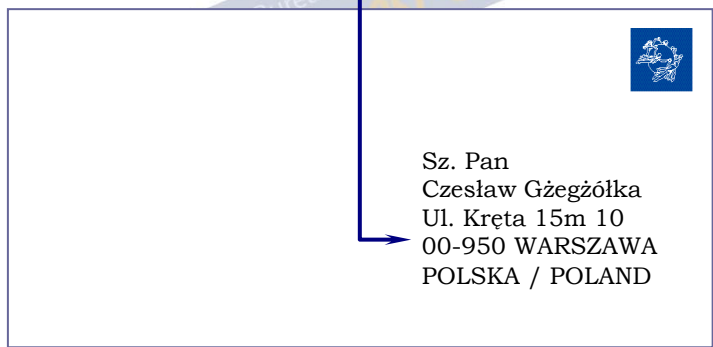 Sz. Pan
Czesław Gżegżółka
Ul. Kręta 15m 10
00-950 WARSZAWA
POLSKA / POLAND